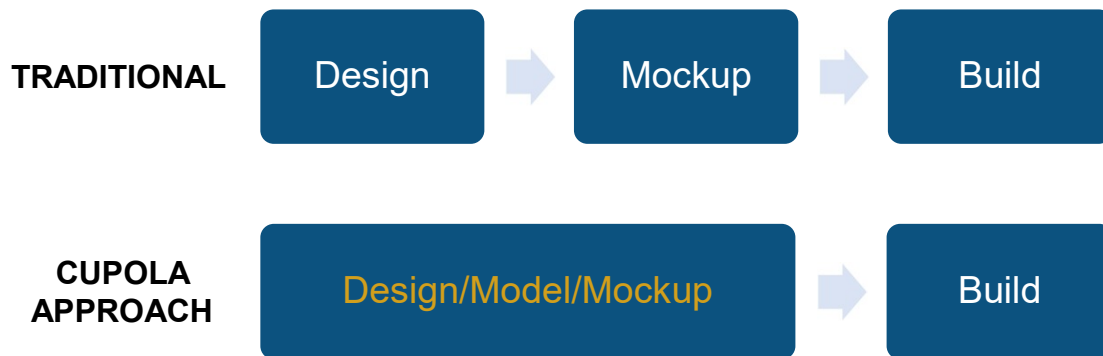 TRADITIONAL
Design
Mockup
Build
CUPOLA
APPROACH
Design/Model/Mockup
Build